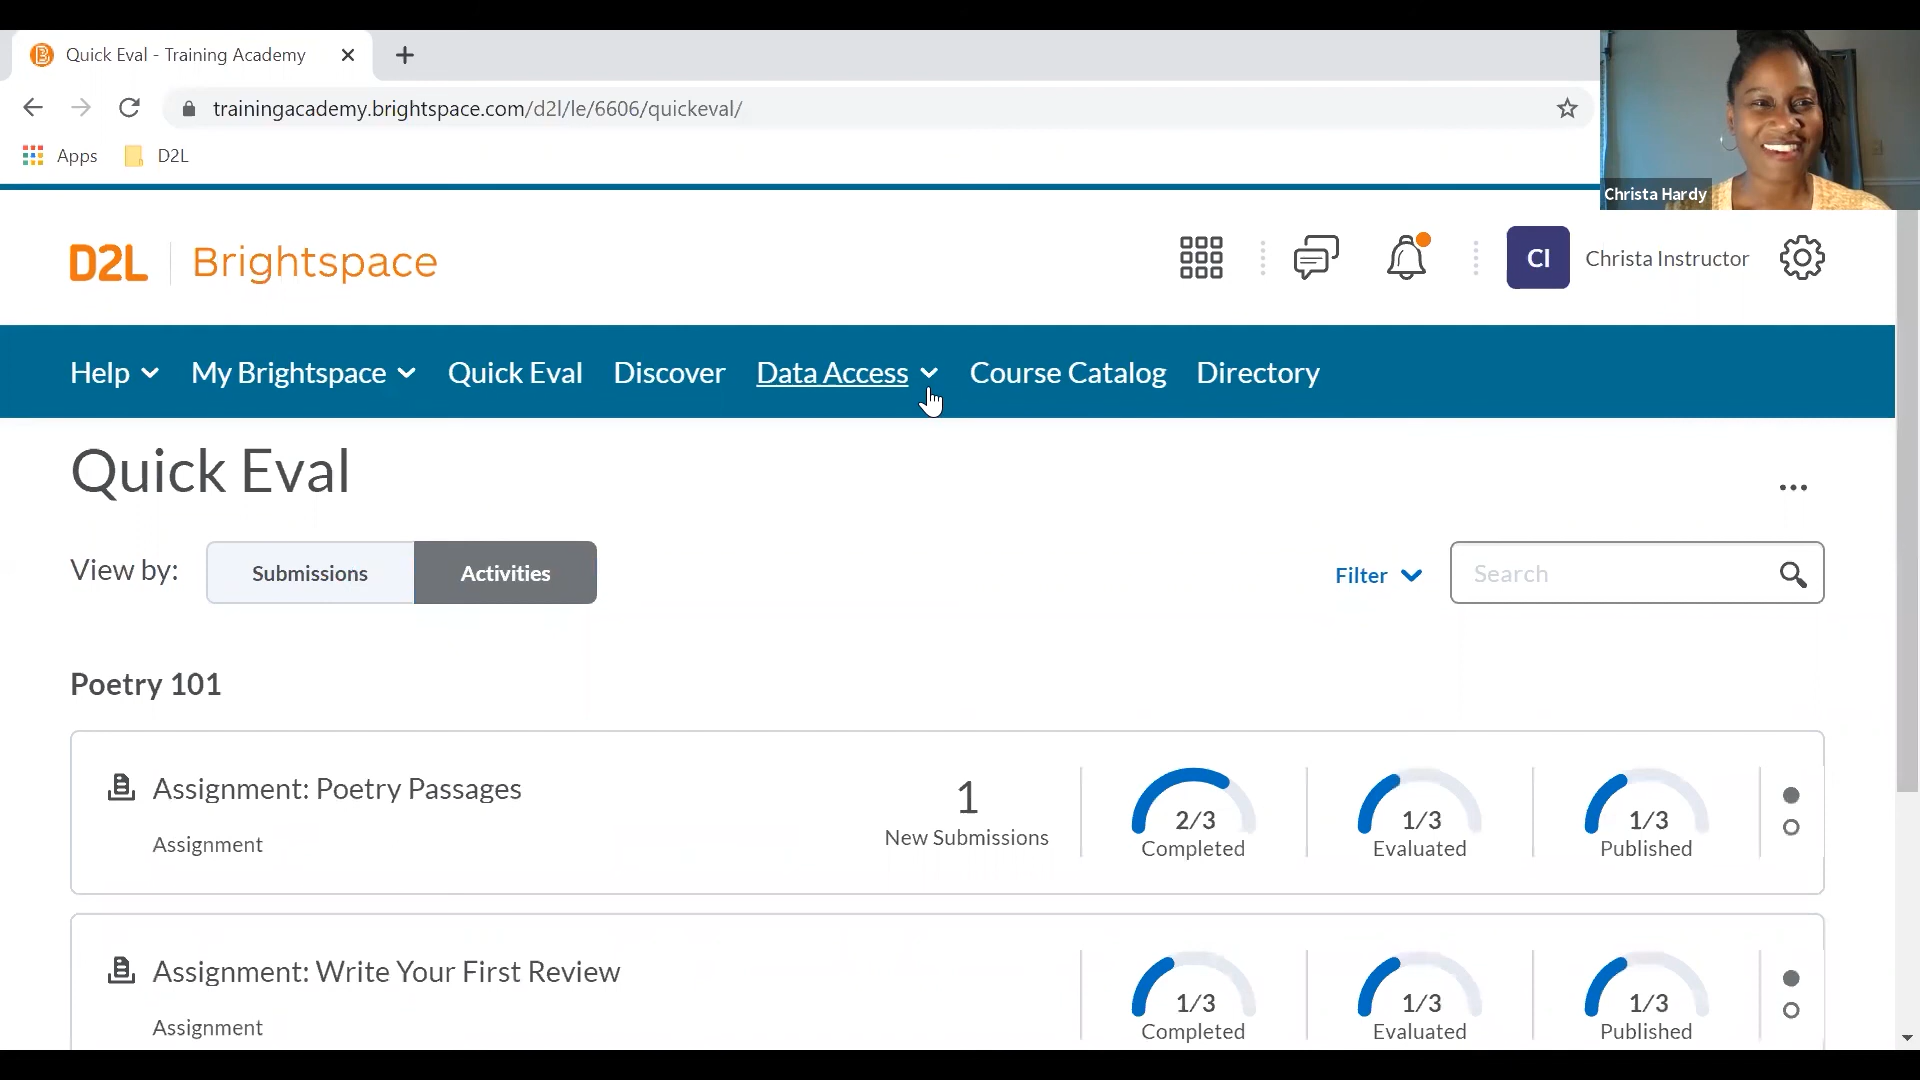 Quick Eval - Training Academy
trainingacademy.brightspace.com/d2l/le/6606/quickeval/
Apps D2L
Christa Hardy
D2L Brightspace
CI Christa Instructor
Help My Brightspace Quick Eval Discover Data Access Course Catalog Directory
Quick Eval
View by: Submissions Activities Filter Search
Poetry 101
Assignment: Poetry Passages
Assignment
1
New Submissions
2/3
Completed
1/3
Evaluated
1/3
Published
Assignment: Write Your First Review
Assignment
1/3
Completed
1/3
Evaluated
1/3
Published